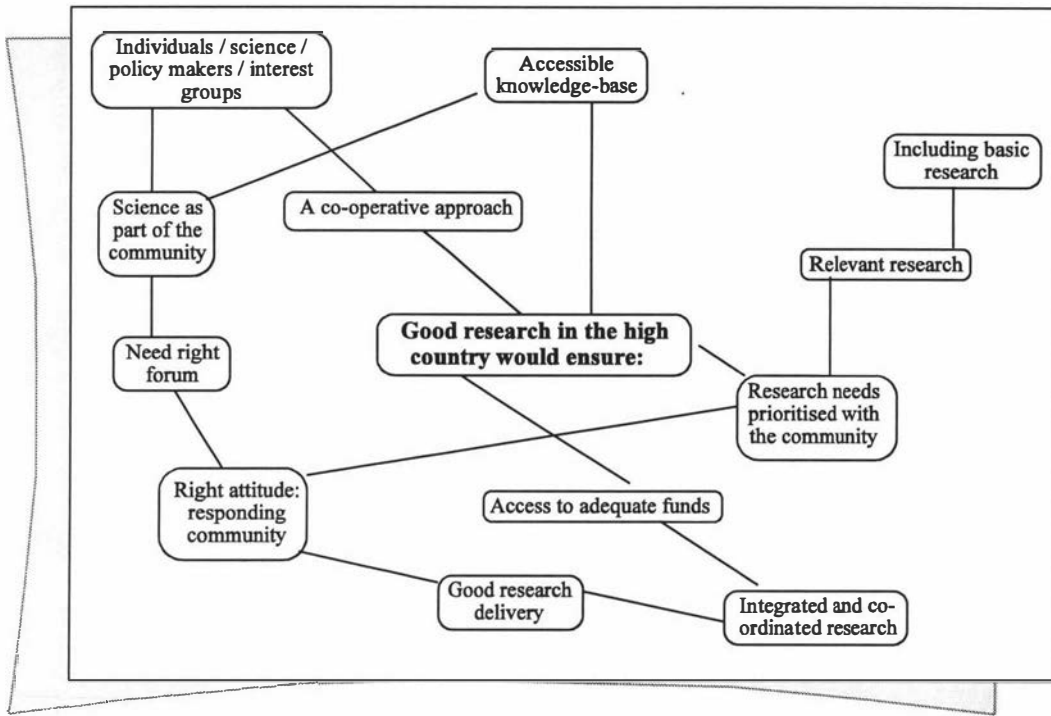 Individuals / science /
policy makers / interest
groups
Accessible
knowledge-base
Including basic
research
Science as
part of the
community
A co-operative approach
Relevant research
Good research in the high
country would ensure:
Need right
forum
Research needs
prioritised with
the community
Right attitude:
responding
community
Access to adequate funds
Good research
delivery
Integrated and co-
ordinated research